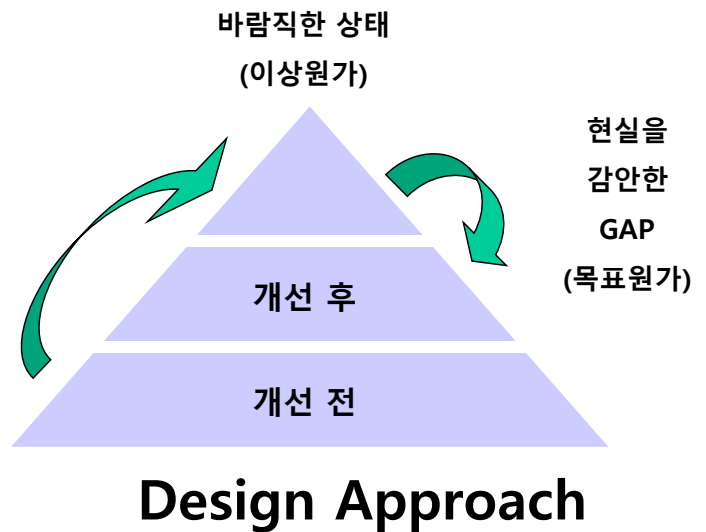 바람직한 상태
(이상원가)
현실을
감안한
GAP
(목표원가)
개선 후
개선 전
Design Approach